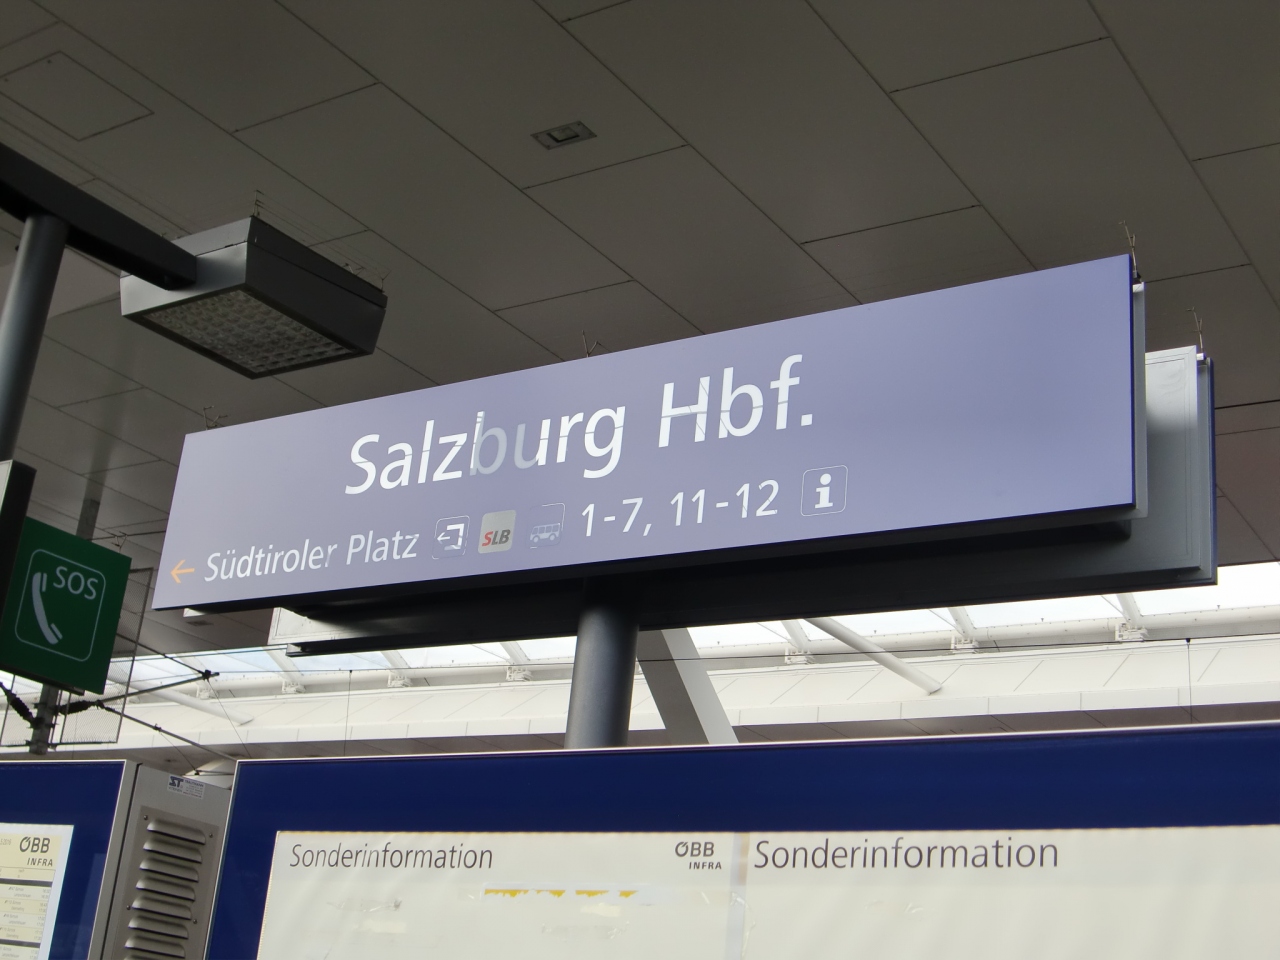 Salzburg Hbf.
Südtiroler Platz SLB 1-7, 11-12 i
SOS
ÖBB
INFRA
Sonderinformation
ÖBB
INFRA
Sonderinformation